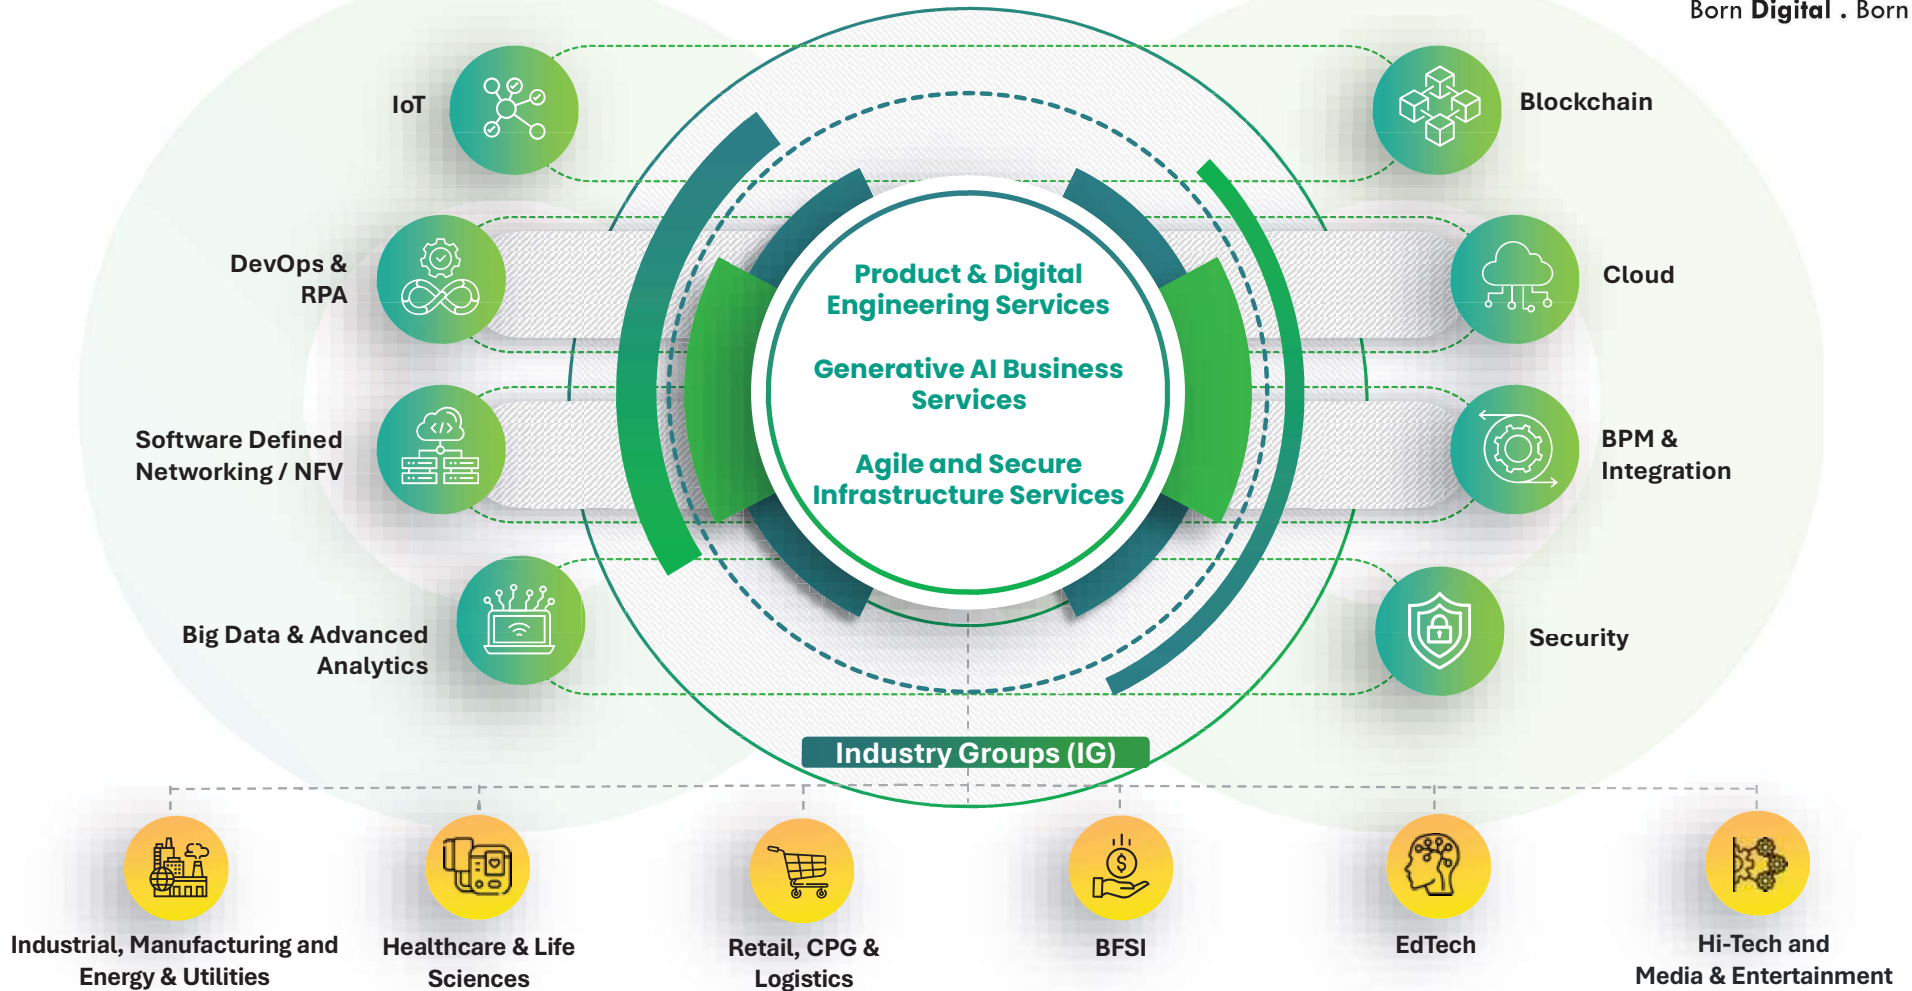 Born Digital . Born
IoT
Blockchain
DevOps &
RPA
Cloud
Software Defined
Networking / NFV
BPM &
Integration
Big Data & Advanced
Analytics
Security
Product & Digital
Engineering Services
Generative AI Business
Services
Agile and Secure
Infrastructure Services
Industry Groups (IG)
Industrial, Manufacturing and
Energy & Utilities
Healthcare & Life
Sciences
Retail, CPG &
Logistics
BFSI
EdTech
Hi-Tech and
Media & Entertainment